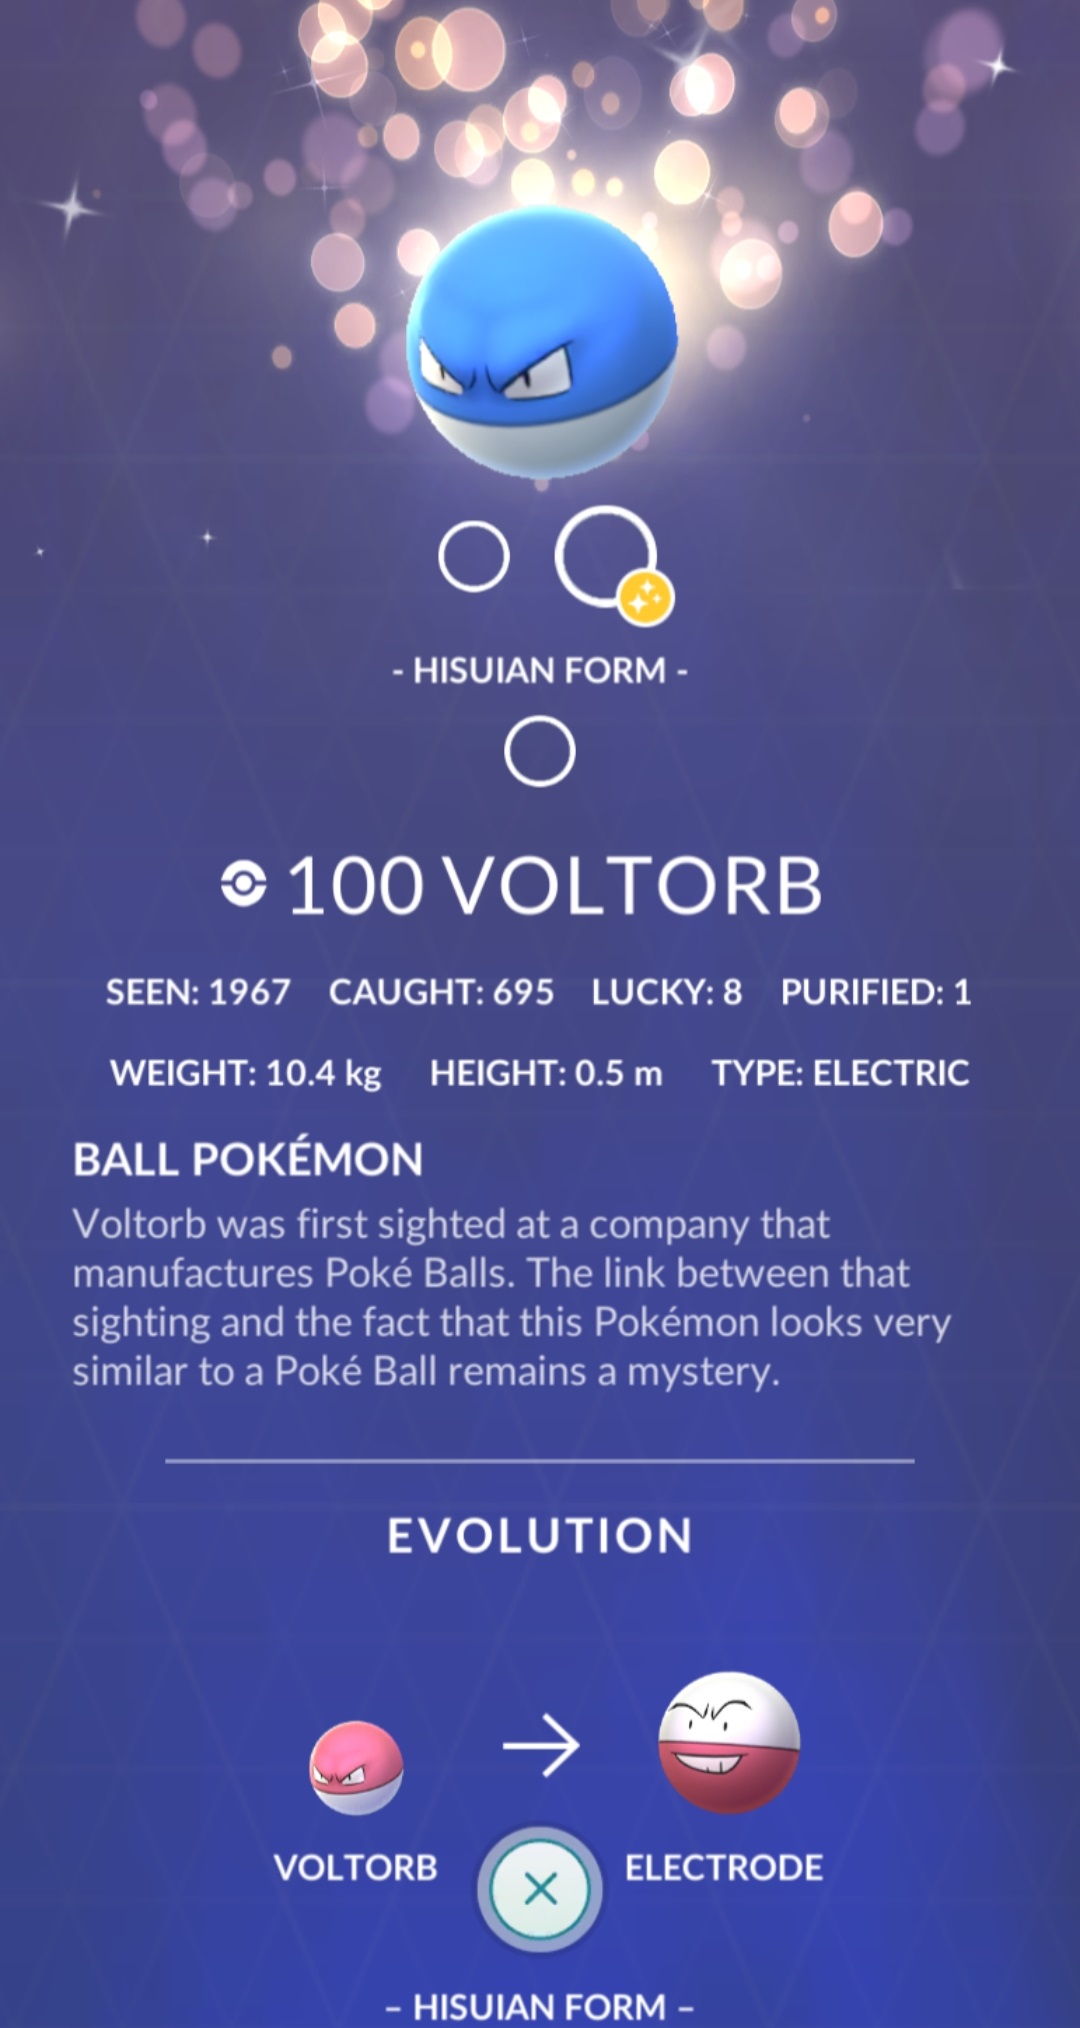 - HISUIAN FORM -
100 VOLTORB
SEEN: 1967 CAUGHT: 695 LUCKY: 8 PURIFIED: 1
WEIGHT: 10.4 kg HEIGHT: 0.5 m TYPE: ELECTRIC
BALL POKÉMON
Voltorb was first sighted at a company that
manufactures Poké Balls. The link between that
sighting and the fact that this Pokémon looks very
similar to a Poké Ball remains a mystery.
EVOLUTION
VOLTORB ELECTRODE
– HISUIAN FORM –